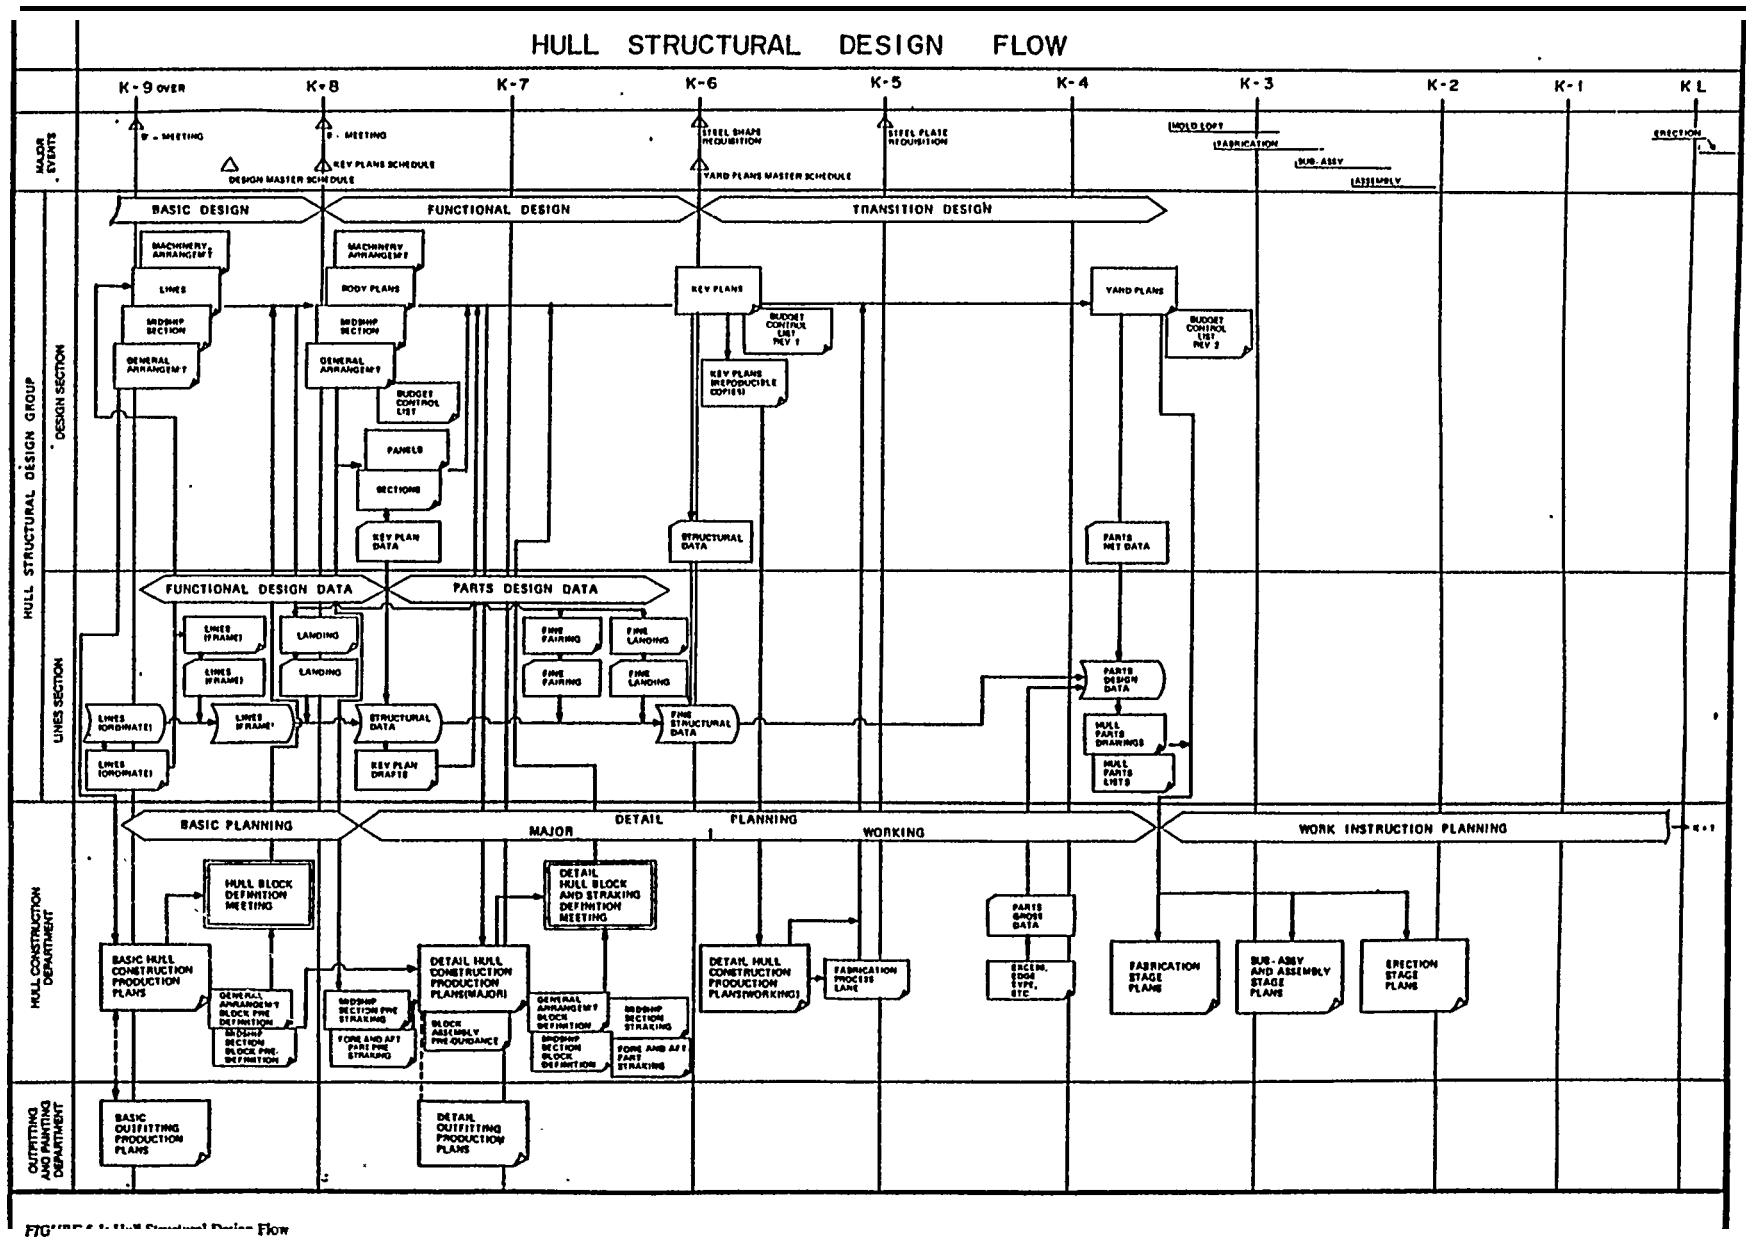 HULL STRUCTURAL DESIGN FLOW
K-9 OVER
K-8
K-7
K-6
K-5
K-4
K-3
K-2
K-1
KL
MAJOR
EVENTS
B' - MEETING
B - MEETING
DESIGN MASTER SCHEDULE
KEY PLANS SCHEDULE
STEEL SHAPE
REQUISITION
YARD PLANS MASTER SCHEDULE
STEEL PLATE
REQUISITION
MOLD LOFT
FABRICATION
SUB-ASSY
ASSEMBLY
ERECTION
HULL STRUCTURAL DESIGN GROUP
DESIGN SECTION
BASIC DESIGN
FUNCTIONAL DESIGN
TRANSITION DESIGN
MACHINERY
ARRANGEM'T
LINES
MIDSHIP
SECTION
GENERAL
ARRANGEM'T
MACHINERY
ARRANGEM'T
BODY PLANS
MIDSHIP
SECTION
GENERAL
ARRANGEM'T
BUDGET
CONTROL
LIST
PANELS
SECTIONS
KEY PLAN
DATA
KEY PLANS
BUDGET
CONTROL
LIST
REV 1
KEY PLANS
(REPODUCIBLE
COPIES)
STRUCTURAL
DATA
YARD PLANS
BUDGET
CONTROL
LIST
REV 2
PARTS
NET DATA
LINES SECTION
FUNCTIONAL DESIGN DATA
PARTS DESIGN DATA
LINES
(FRAME)
LINES
(FRAME)
LANDING
LANDING
FINE
FAIRING
FINE
FAIRING
FINE
LANDING
FINE
LANDING
LINES
(ORDINATE)
LINES
(ORDINATE)
LINES
(FRAME)
STRUCTURAL
DATA
KEY PLAN
DRAFTS
FINE
STRUCTURAL
DATA
PARTS
DESIGN
DATA
HULL
PARTS
DRAWINGS
HULL
PARTS
LISTS
HULL CONSTRUCTION
DEPARTMENT
BASIC PLANNING
DETAIL PLANNING
MAJOR WORKING
WORK INSTRUCTION PLANNING
K+1
HULL BLOCK
DEFINITION
MEETING
BASIC HULL
CONSTRUCTION
PRODUCTION
PLANS
GENERAL
ARRANGEM'T
BLOCK PRE
DEFINITION
MIDSHIP
SECTION
BLOCK PRE-
DEFINITION
MIDSHIP
SECTION PRE
STRAKING
FORE AND AFT
PART PRE
STRAKING
DETAIL HULL
CONSTRUCTION
PRODUCTION
PLANS(MAJOR)
BLOCK
ASSEMBLY
PRE-GUIDANCE
DETAIL
HULL BLOCK
AND STRAKING
DEFINITION
MEETING
GENERAL
ARRANGEM'T
BLOCK
DEFINITION
MIDSHIP
SECTION
BLOCK
DEFINITION
MIDSHIP
SECTION
STRAKING
FORE AND AFT
PART
STRAKING
DETAIL HULL
CONSTRUCTION
PRODUCTION
PLANS(WORKING)
FABRICATION
PROCESS
LANE
PARTS
GROSS
DATA
EXCESS,
EDGE
TYPE,
ETC
FABRICATION
STAGE
PLANS
SUB-ASSY
AND ASSEMBLY
STAGE
PLANS
ERECTION
STAGE
PLANS
OUTFITTING
AND PAINTING
DEPARTMENT
BASIC
OUTFITTING
PRODUCTION
PLANS
DETAIL
OUTFITTING
PRODUCTION
PLANS
Hull Structural Design Flow